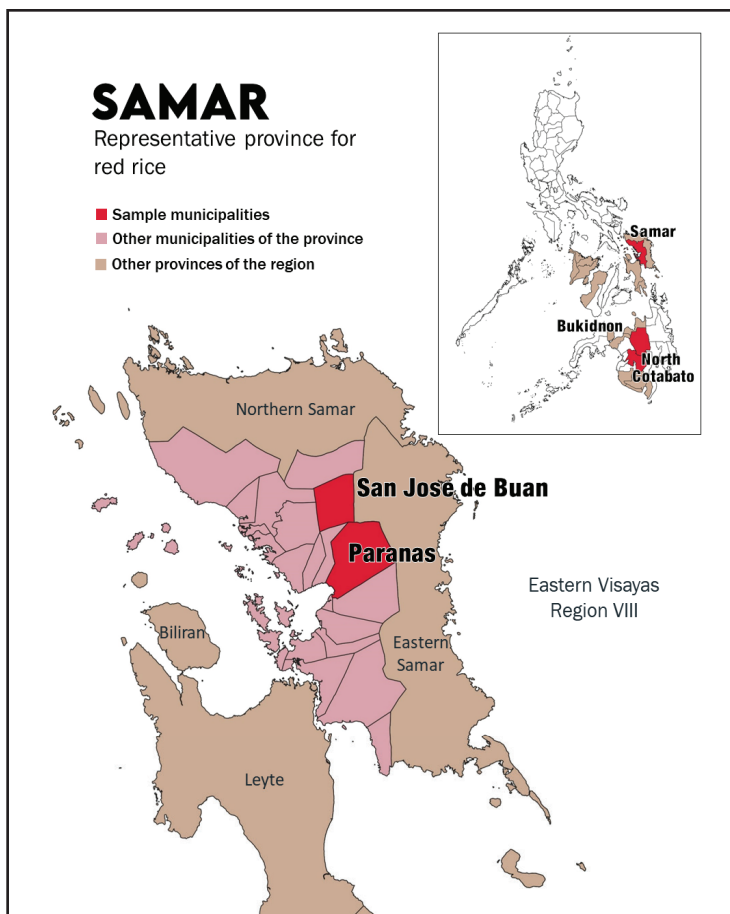 SAMAR
Representative province for
red rice
Sample municipalities
Other municipalities of the province
Other provinces of the region
Samar
Bukidnon
North
Cotabato
Northern Samar
San Jose de Buan
Paranas
Eastern Visayas
Region VIII
Biliran
Eastern
Samar
Leyte